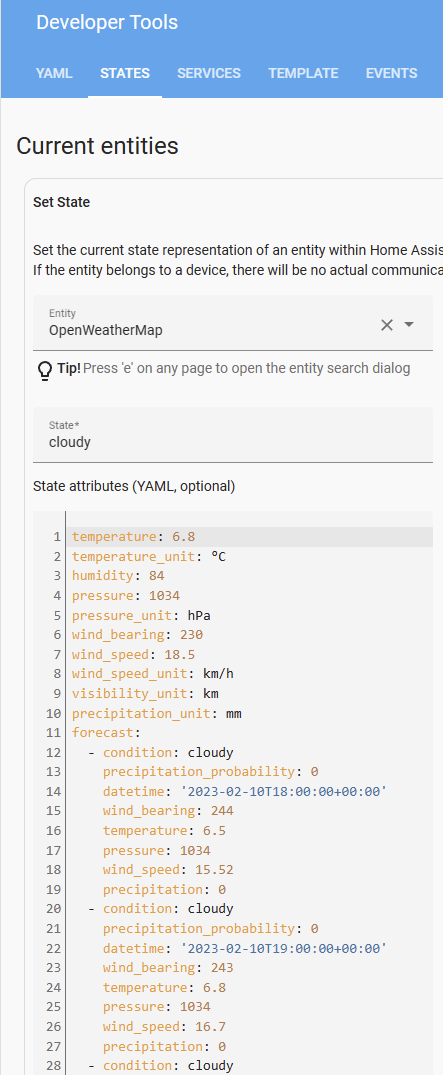 Developer Tools
YAML STATES SERVICES TEMPLATE EVENTS
Current entities
Set State
Set the current state representation of an entity within Home Assis
If the entity belongs to a device, there will be no actual communica
Entity
OpenWeatherMap
Tip! Press 'e' on any page to open the entity search dialog
State*
cloudy
State attributes (YAML, optional)
1 temperature: 6.8
2 temperature_unit: °C
3 humidity: 84
4 pressure: 1034
5 pressure_unit: hPa
6 wind_bearing: 230
7 wind_speed: 18.5
8 wind_speed_unit: km/h
9 visibility_unit: km
10 precipitation_unit: mm
11 forecast:
12 - condition: cloudy
13 precipitation_probability: 0
14 datetime: '2023-02-10T18:00:00+00:00'
15 wind_bearing: 244
16 temperature: 6.5
17 pressure: 1034
18 wind_speed: 15.52
19 precipitation: 0
20 - condition: cloudy
21 precipitation_probability: 0
22 datetime: '2023-02-10T19:00:00+00:00'
23 wind_bearing: 243
24 temperature: 6.8
25 pressure: 1034
26 wind_speed: 16.7
27 precipitation: 0
28 - condition: cloudy